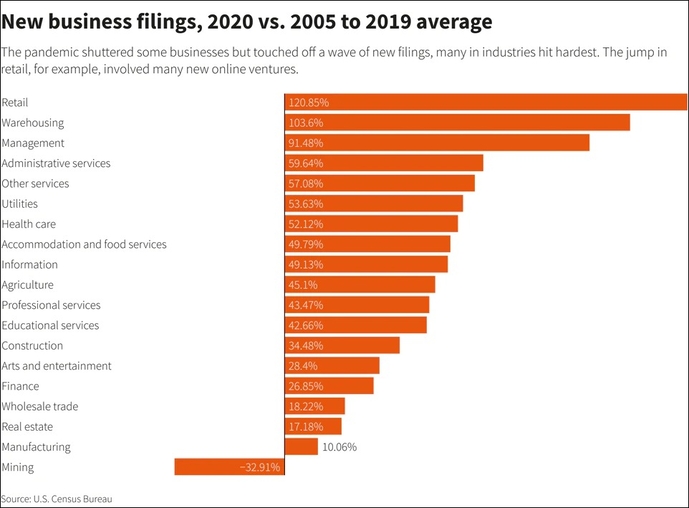 New business filings, 2020 vs. 2005 to 2019 average
The pandemic shuttered some businesses but touched off a wave of new filings, many in industries hit hardest. The jump in
retail, for example, involved many new online ventures.
Retail 120.85%
Warehousing 103.6%
Management 91.48%
Administrative services 59.64%
Other services 57.08%
Utilities 53.63%
Health care 52.12%
Accommodation and food services 49.79%
Information 49.13%
Agriculture 45.1%
Professional services 43.47%
Educational services 42.66%
Construction 34.48%
Arts and entertainment 28.4%
Finance 26.85%
Wholesale trade 18.22%
Real estate 17.18%
Manufacturing 10.06%
Mining −32.91%
Source: U.S. Census Bureau